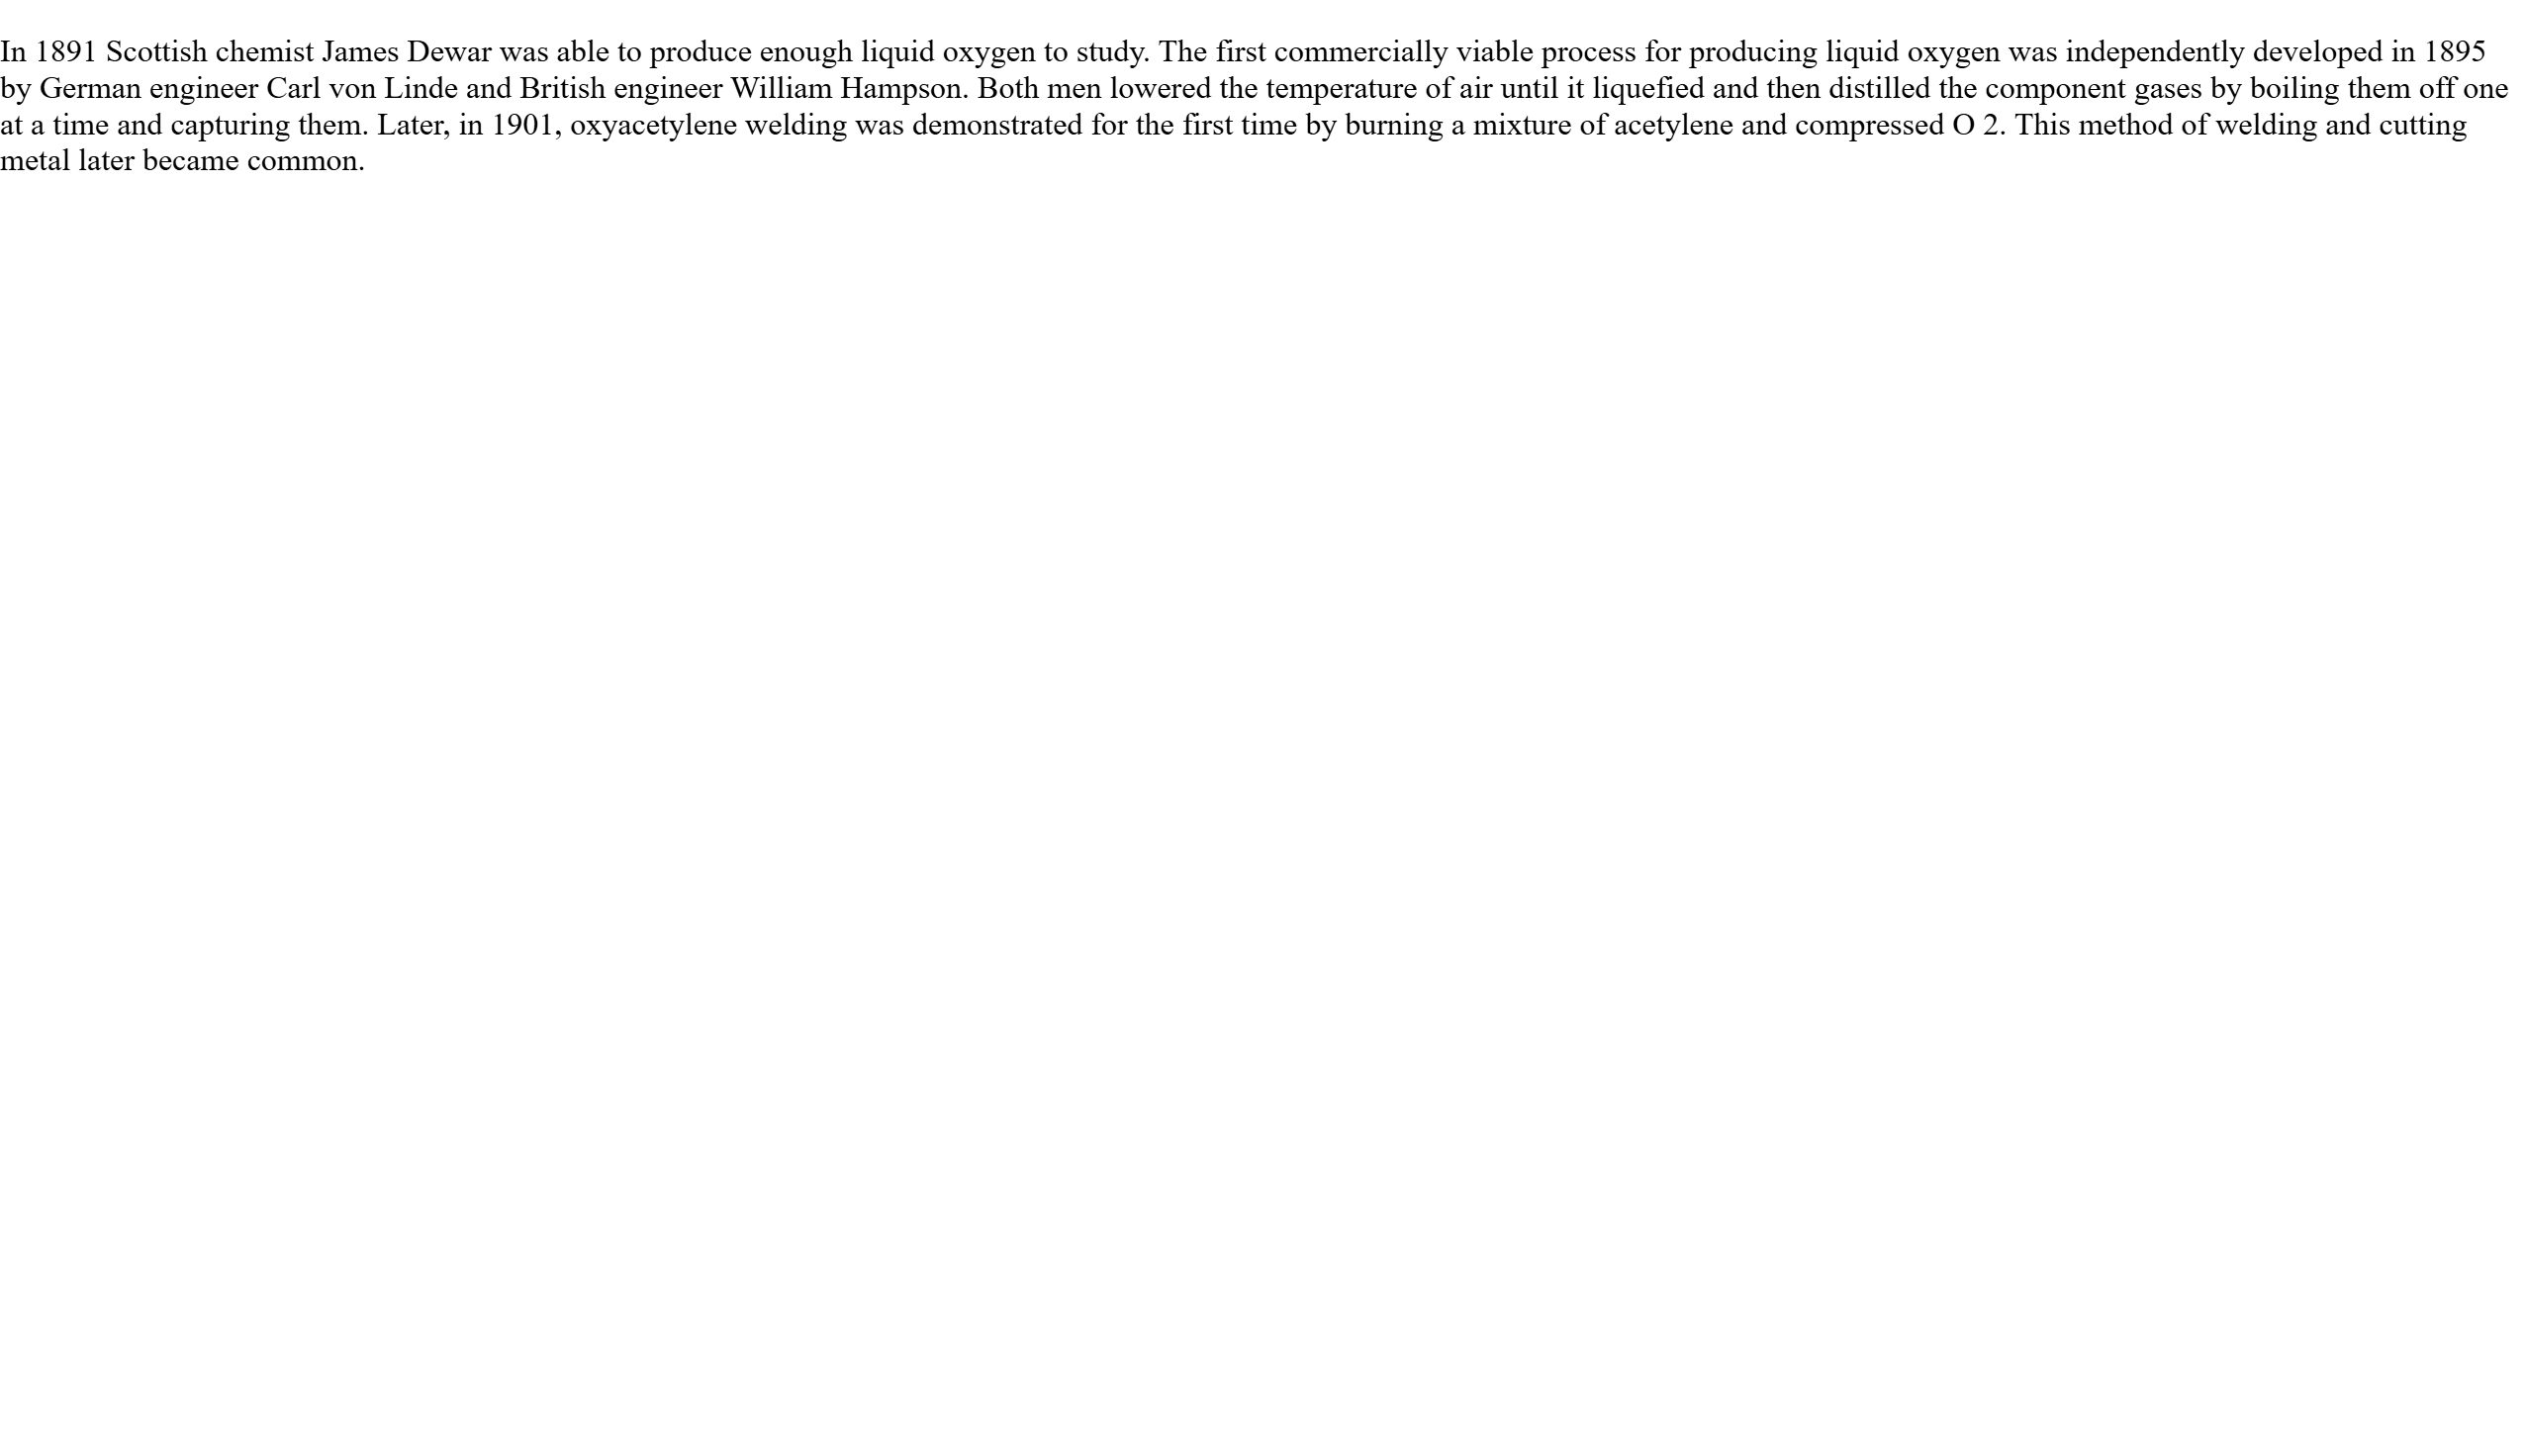 In 1891 Scottish chemist James Dewar was able to produce enough liquid oxygen to study. The first commercially viable process for producing liquid oxygen was independently developed in 1895
by German engineer Carl von Linde and British engineer William Hampson. Both men lowered the temperature of air until it liquefied and then distilled the component gases by boiling them off one
at a time and capturing them. Later, in 1901, oxyacetylene welding was demonstrated for the first time by burning a mixture of acetylene and compressed O 2. This method of welding and cutting
metal later became common.